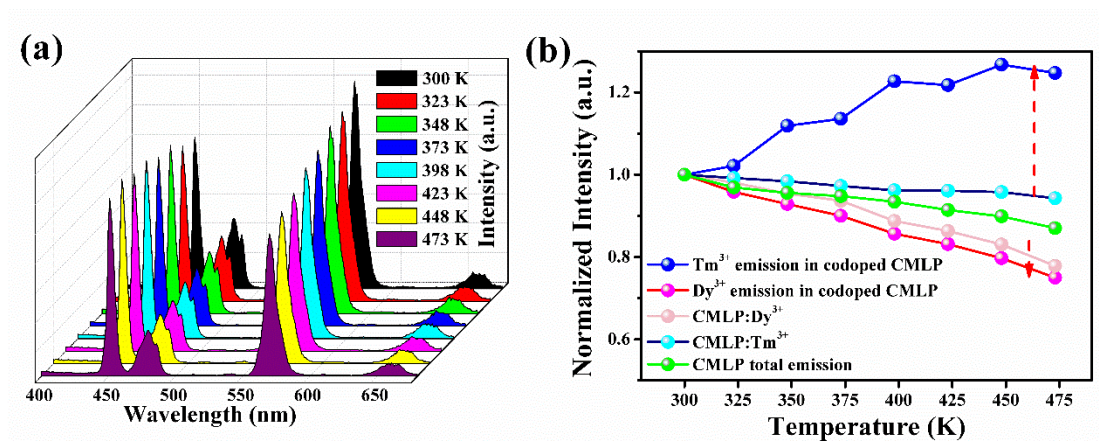 (a)
300 K
323 K
348 K
373 K
398 K
423 K
448 K
473 K
Intensity (a.u.)
400 450 500 550 600 650
Wavelength (nm)
(b)
Normalized Intensity (a.u.)
1.2
1.0
0.8
0.6
Tm³⁺ emission in codoped CMLP
Dy³⁺ emission in codoped CMLP
CMLP:Dy³⁺
CMLP:Tm³⁺
CMLP total emission
300 325 350 375 400 425 450 475
Temperature (K)